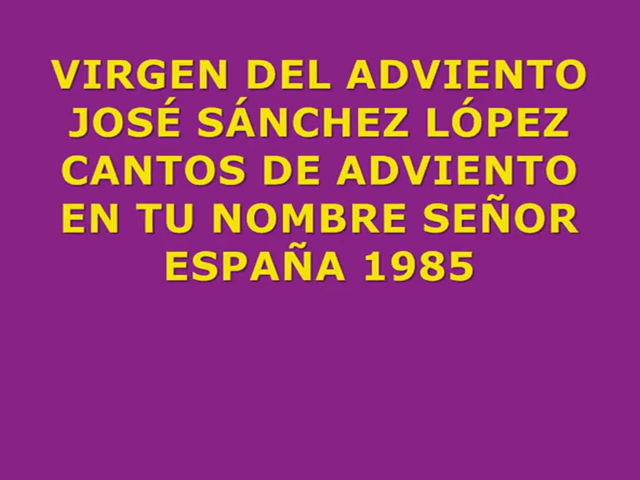 VIRGEN DEL ADVIENTO
JOSÉ SÁNCHEZ LÓPEZ
CANTOS DE ADVIENTO
EN TU NOMBRE SEÑOR
ESPAÑA 1985